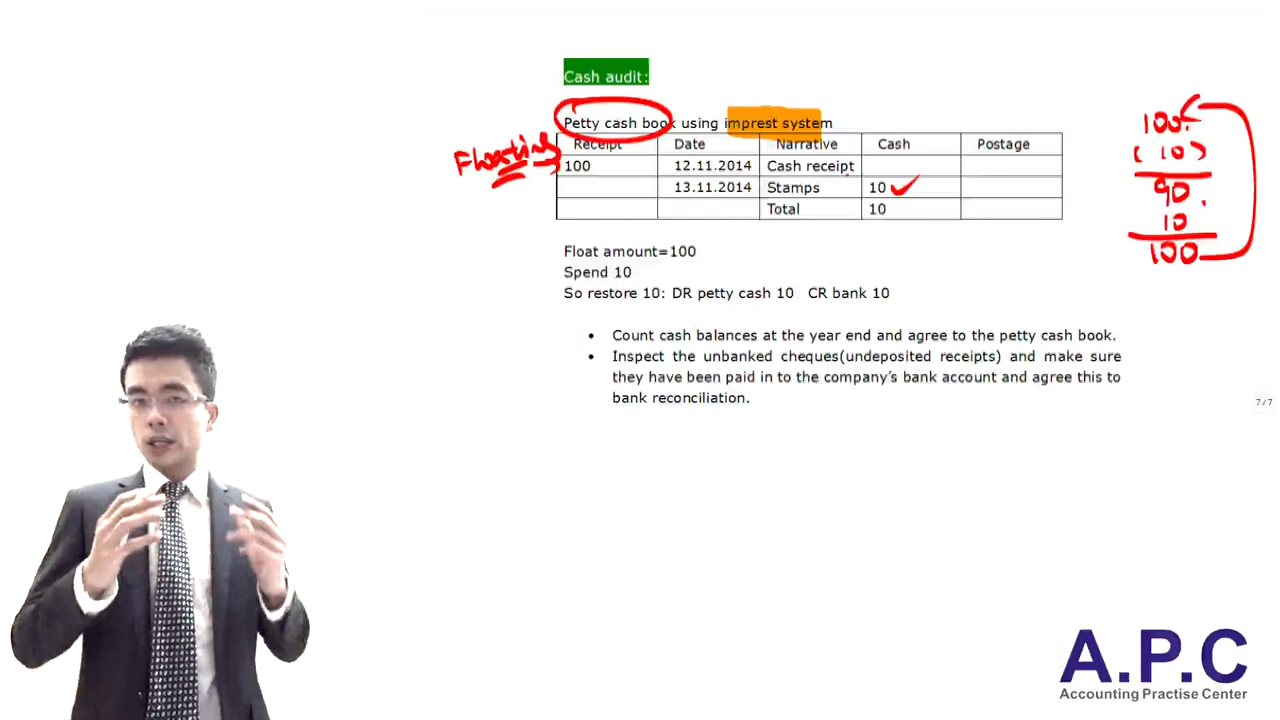 Cash audit:
Petty cash book using imprest system
Floating
Receipt Date Narrative Cash Postage
100 12.11.2014 Cash receipt
13.11.2014 Stamps 10
Total 10
100
(10)
90
10
100
Float amount=100
Spend 10
So restore 10: DR petty cash 10 CR bank 10
• Count cash balances at the year end and agree to the petty cash book.
• Inspect the unbanked cheques(undeposited receipts) and make sure
they have been paid in to the company's bank account and agree this to
bank reconciliation.
7/7
A.P.C
Accounting Practise Center